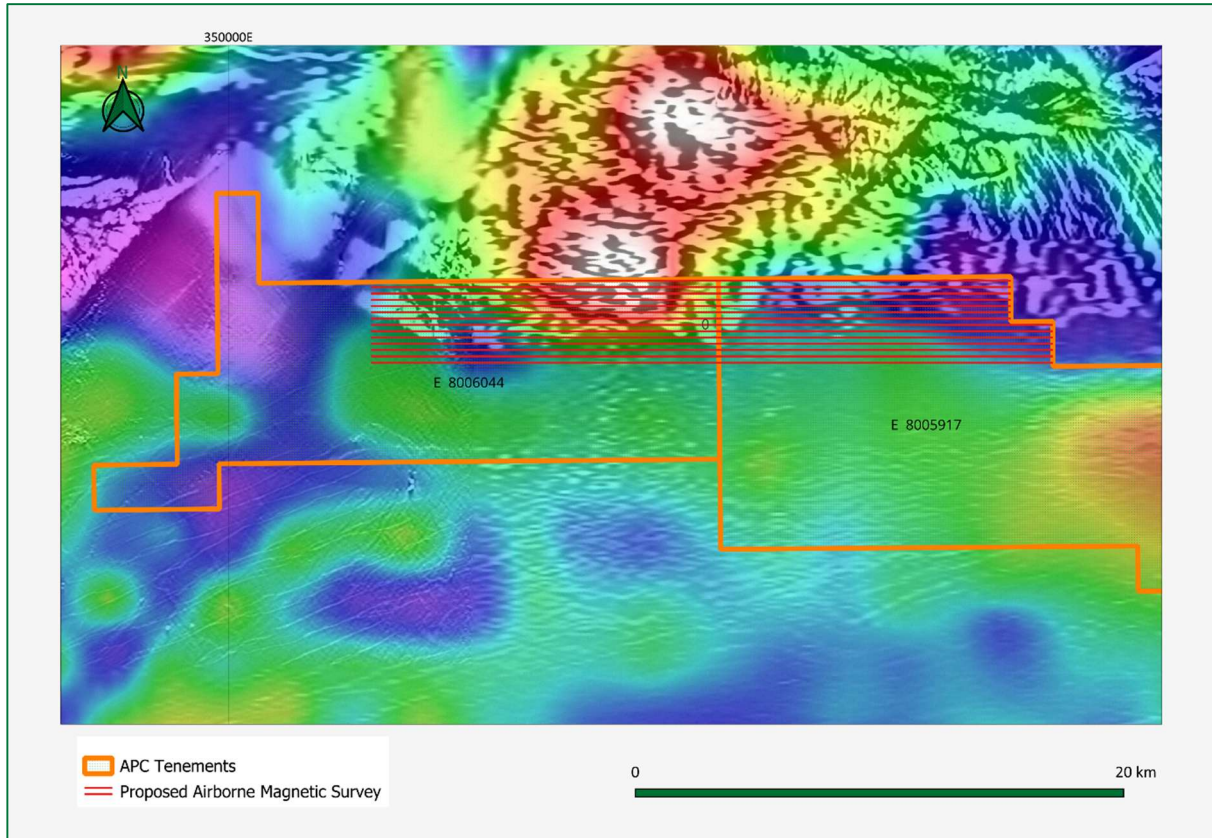 350000E
N
0
E 8006044
E 8005917
APC Tenements
Proposed Airborne Magnetic Survey
0
20 km